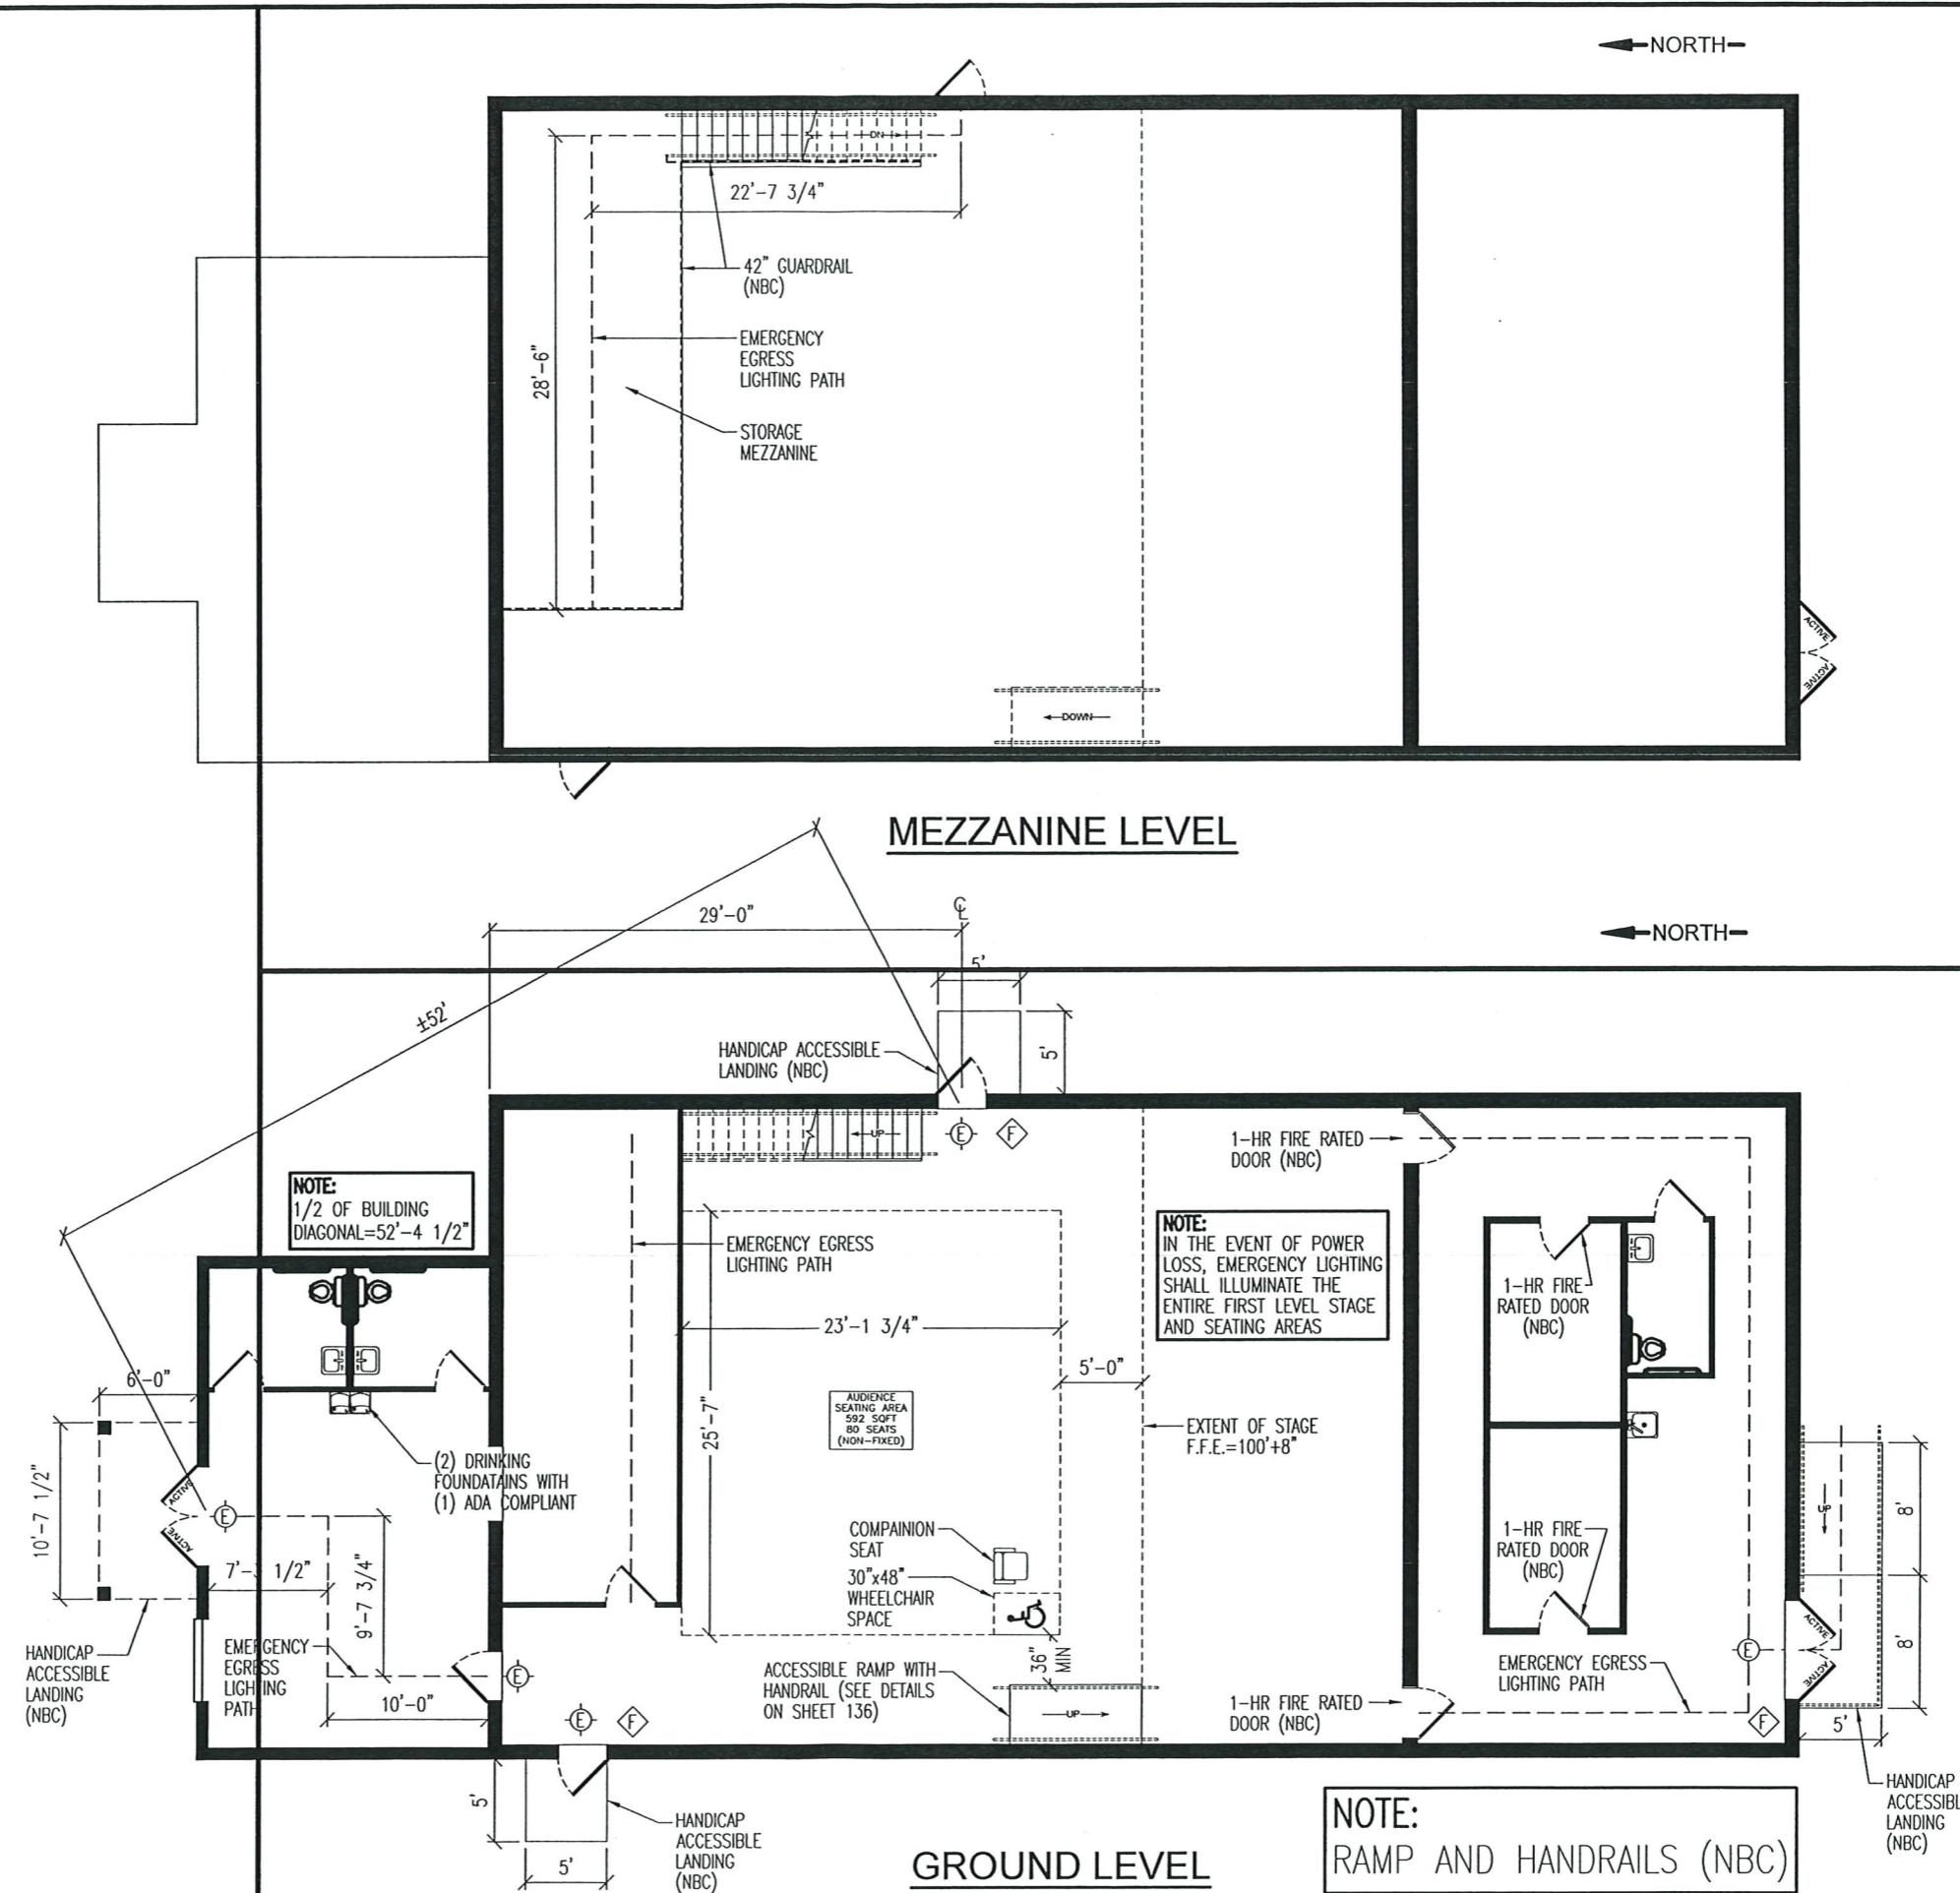 NORTH
DN
22'-7 3/4"
42" GUARDRAIL
(NBC)
EMERGENCY
EGRESS
LIGHTING PATH
28'-6"
STORAGE
MEZZANINE
ACTIVE
ACTIVE
DOWN
MEZZANINE LEVEL
NORTH
29'-0"
℄
5'
±52'
HANDICAP ACCESSIBLE
LANDING (NBC)
5'
UP
E
F
1-HR FIRE RATED
DOOR (NBC)
NOTE:
1/2 OF BUILDING
DIAGONAL=52'-4 1/2"
EMERGENCY EGRESS
LIGHTING PATH
NOTE:
IN THE EVENT OF POWER
LOSS, EMERGENCY LIGHTING
SHALL ILLUMINATE THE
ENTIRE FIRST LEVEL STAGE
AND SEATING AREAS
1-HR FIRE
RATED DOOR
(NBC)
23'-1 3/4"
5'-0"
6'-0"
25'-7"
AUDIENCE
SEATING AREA
592 SQFT
80 SEATS
(NON-FIXED)
EXTENT OF STAGE
F.F.E.=100'+8"
(2) DRINKING
FOUNDATAINS WITH
(1) ADA COMPLIANT
10'-7 1/2"
ACTIVE
ACTIVE
E
7'- 1/2"
9'-7 3/4"
COMPAINION
SEAT
30"x48"
WHEELCHAIR
SPACE
1-HR FIRE
RATED DOOR
(NBC)
UP
8'
8'
ACTIVE
ACTIVE
E
HANDICAP
ACCESSIBLE
LANDING
(NBC)
EMERGENCY
EGRESS
LIGHTING
PATH
10'-0"
E
36"
MIN
ACCESSIBLE RAMP WITH
HANDRAIL (SEE DETAILS
ON SHEET 136)
UP
EMERGENCY EGRESS
LIGHTING PATH
1-HR FIRE RATED
DOOR (NBC)
E
F
F
5'
5'
HANDICAP
ACCESSIBLE
LANDING
(NBC)
5'
GROUND LEVEL
NOTE:
RAMP AND HANDRAILS (NBC)
HANDICAP
ACCESSIBL
LANDING
(NBC)